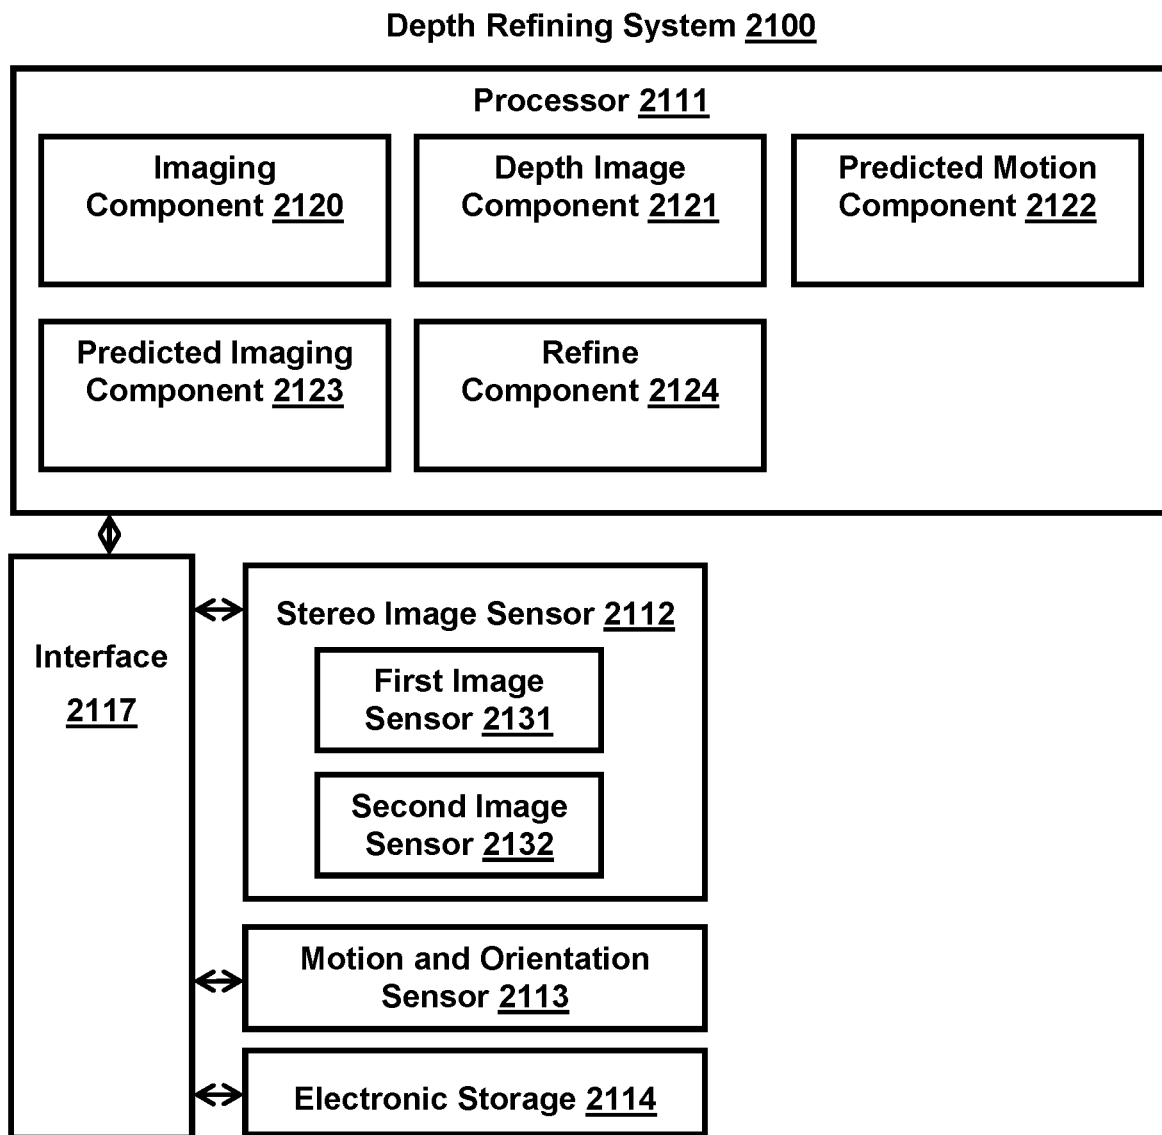 Depth Refining System 2100
Processor 2111
Imaging
Component 2120
Depth Image
Component 2121
Predicted Motion
Component 2122
Predicted Imaging
Component 2123
Refine
Component 2124
Interface
2117
Stereo Image Sensor 2112
First Image
Sensor 2131
Second Image
Sensor 2132
Motion and Orientation
Sensor 2113
Electronic Storage 2114